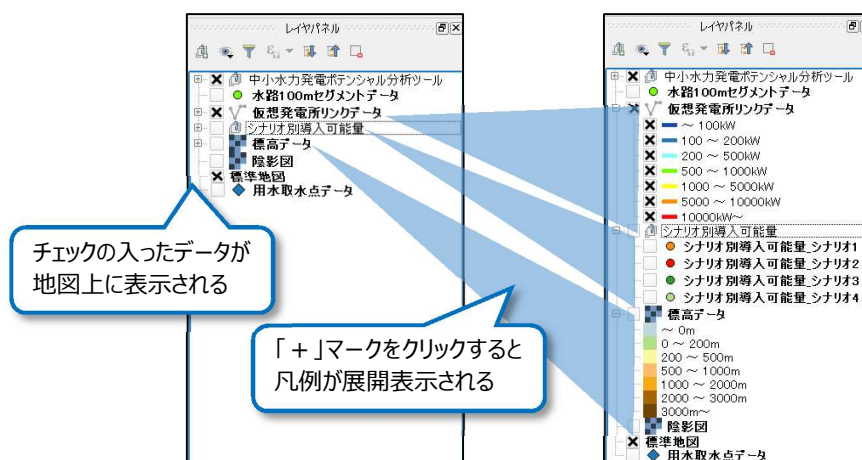 レイヤパネル
中小水力発電ポテンシャル分析ツール
水路100mセグメントデータ
仮想発電所リンクデータ
シナリオ別導入可能量
標高データ
陰影図
標準地図
用水取水点データ
チェックの入ったデータが
地図上に表示される
「+」マークをクリックすると
凡例が展開表示される
レイヤパネル
中小水力発電ポテンシャル分析ツール
水路100mセグメントデータ
仮想発電所リンクデータ
～ 100kW
100 ～ 200kW
200 ～ 500kW
500 ～ 1000kW
1000 ～ 5000kW
5000 ～ 10000kW
10000kW～
シナリオ別導入可能量
シナリオ別導入可能量_シナリオ1
シナリオ別導入可能量_シナリオ2
シナリオ別導入可能量_シナリオ3
シナリオ別導入可能量_シナリオ4
標高データ
～ 0m
0 ～ 200m
200 ～ 500m
500 ～ 1000m
1000 ～ 2000m
2000 ～ 3000m
3000m～
陰影図
標準地図
用水取水点データ